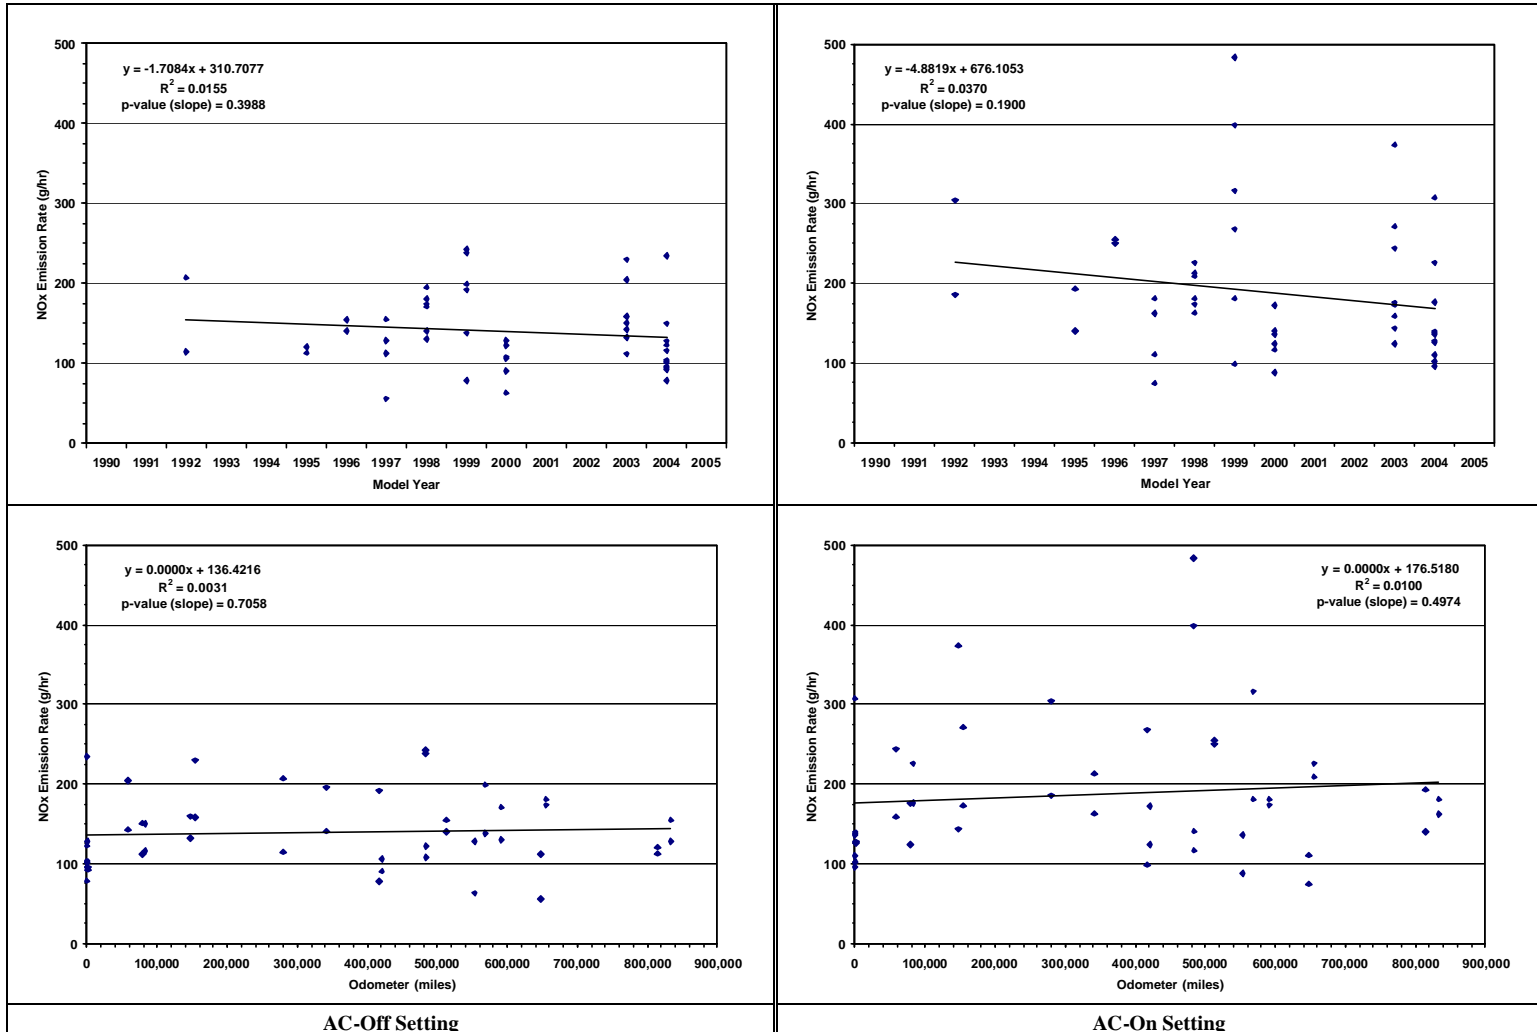 500
400
300
200
100
0
NOx Emission Rate (g/hr)
y = -1.7084x + 310.7077
R² = 0.0155
p-value (slope) = 0.3988
1990 1991 1992 1993 1994 1995 1996 1997 1998 1999 2000 2001 2002 2003 2004 2005
Model Year
500
400
300
200
100
0
NOx Emission Rate (g/hr)
y = -4.8819x + 676.1053
R² = 0.0370
p-value (slope) = 0.1900
1990 1991 1992 1993 1994 1995 1996 1997 1998 1999 2000 2001 2002 2003 2004 2005
Model Year
500
400
300
200
100
0
NOx Emission Rate (g/hr)
y = 0.0000x + 136.4216
R² = 0.0031
p-value (slope) = 0.7058
0 100,000 200,000 300,000 400,000 500,000 600,000 700,000 800,000 900,000
Odometer (miles)
500
400
300
200
100
0
NOx Emission Rate (g/hr)
y = 0.0000x + 176.5180
R² = 0.0100
p-value (slope) = 0.4974
0 100,000 200,000 300,000 400,000 500,000 600,000 700,000 800,000 900,000
Odometer (miles)
AC-Off Setting
AC-On Setting